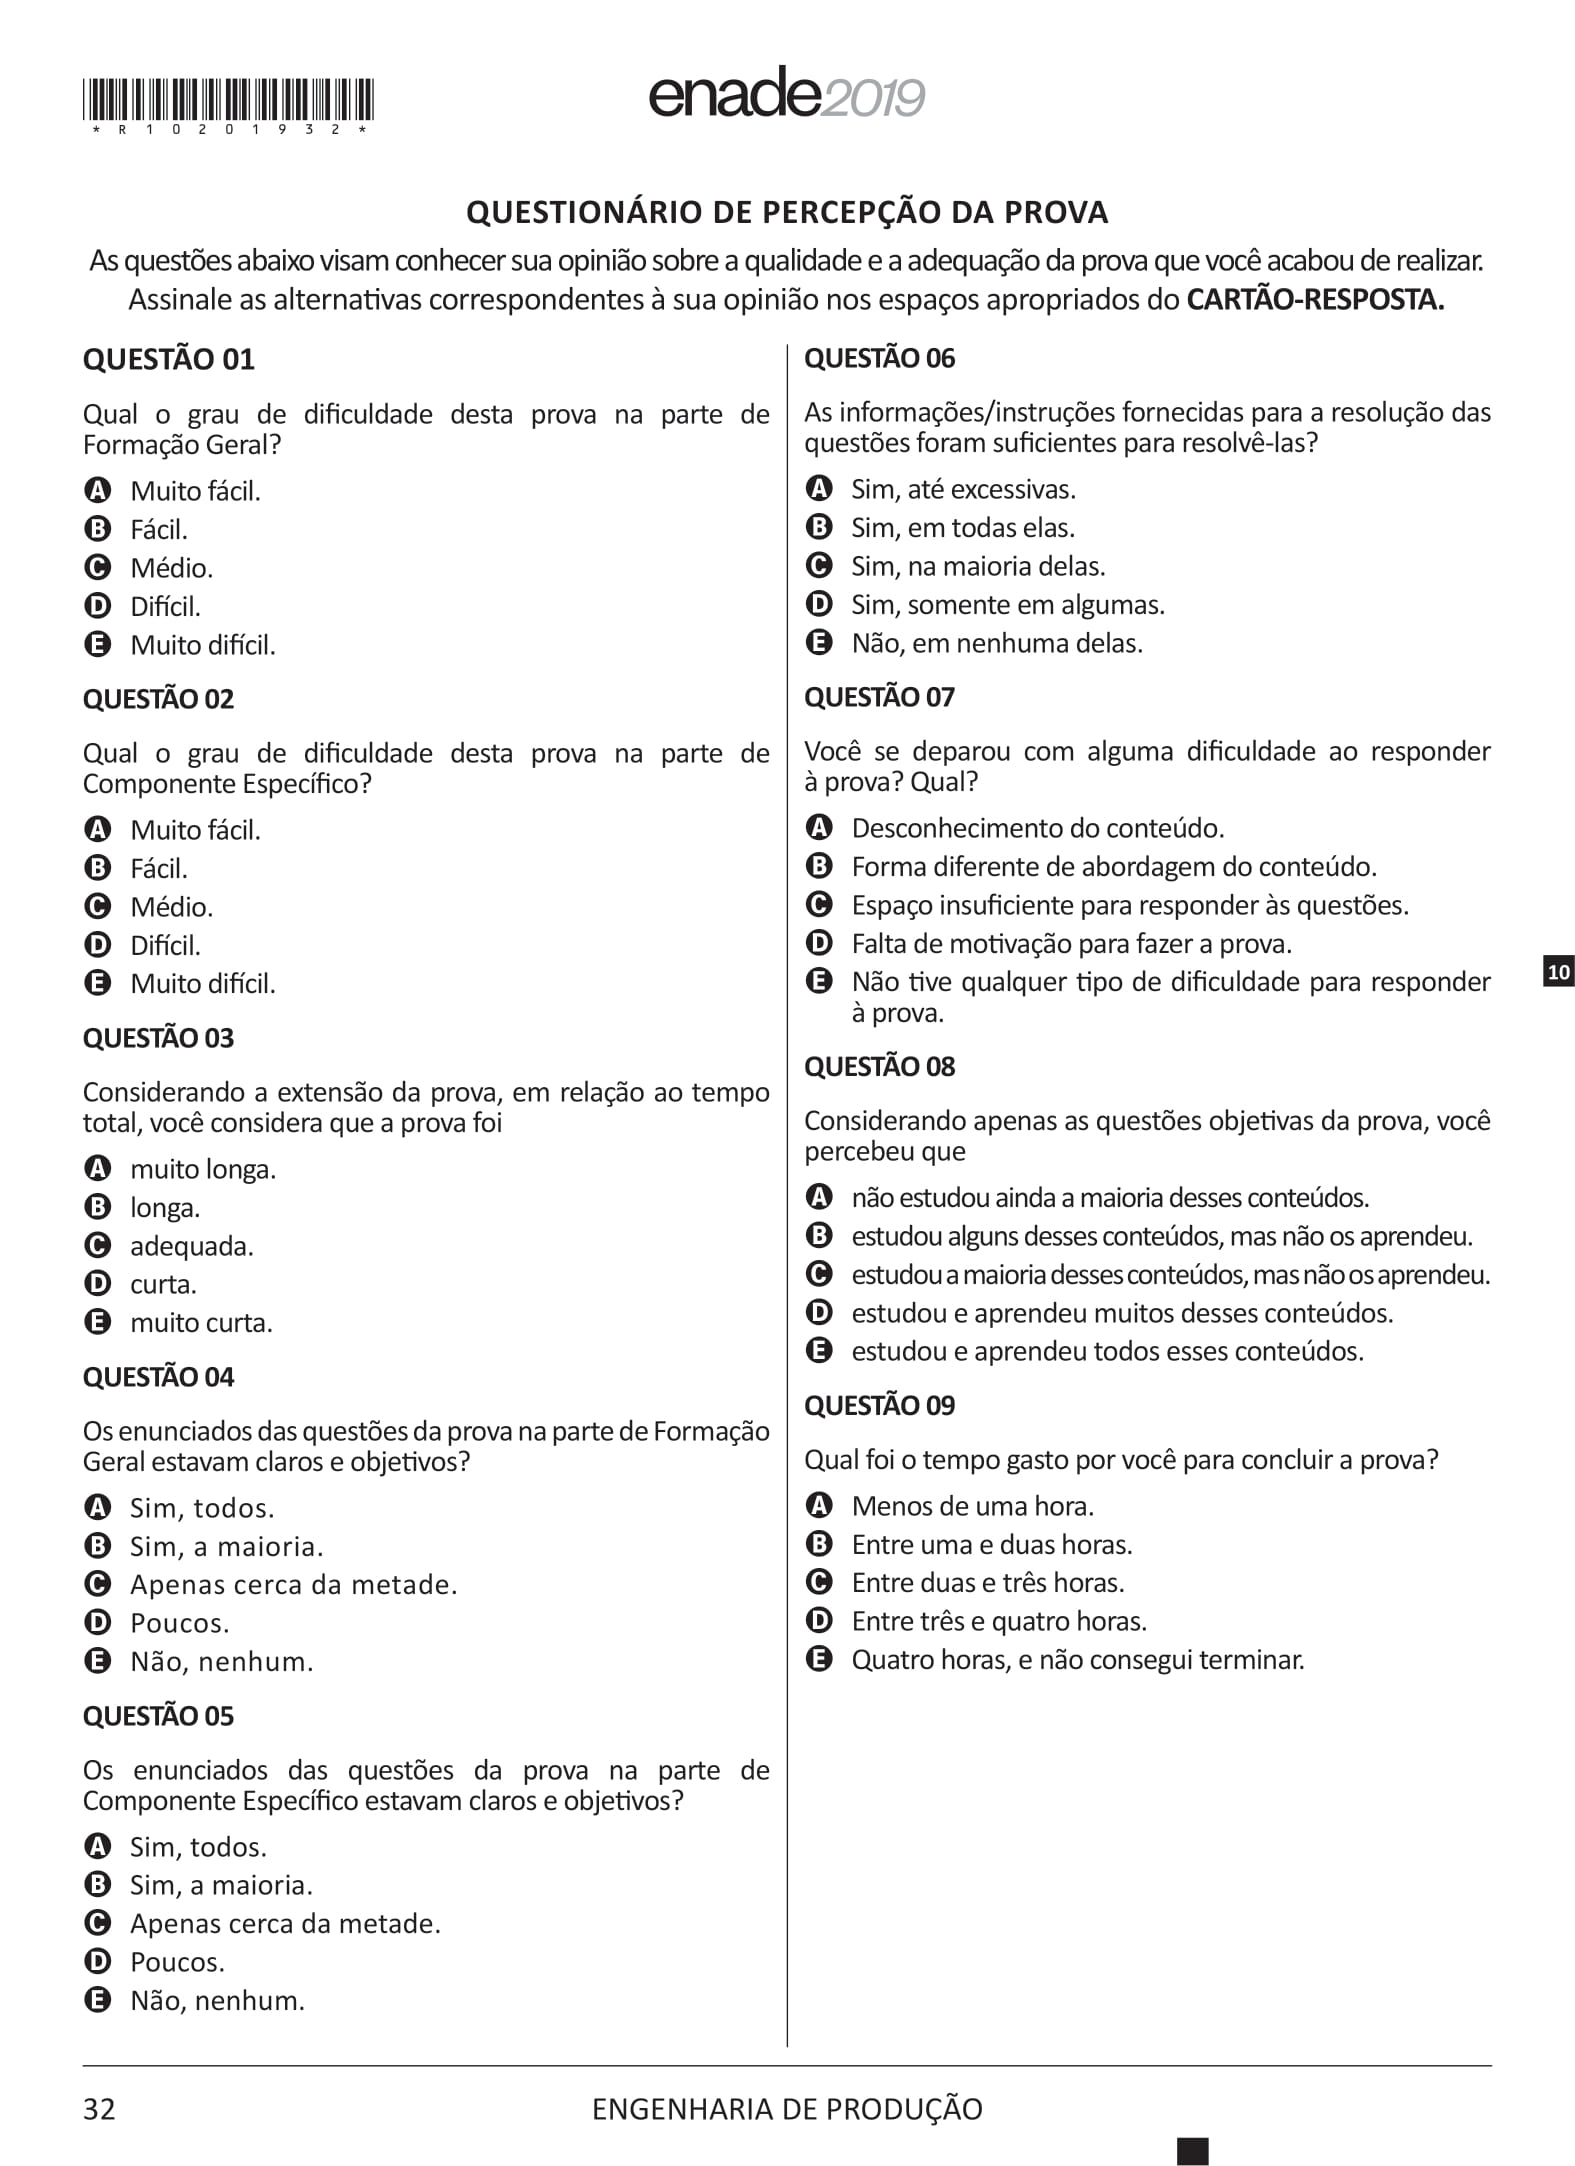 *R10201932*
enade2019
QUESTIONÁRIO DE PERCEPÇÃO DA PROVA
As questões abaixo visam conhecer sua opinião sobre a qualidade e a adequação da prova que você acabou de realizar.
Assinale as alternativas correspondentes à sua opinião nos espaços apropriados do CARTÃO-RESPOSTA.
QUESTÃO 01
Qual o grau de dificuldade desta prova na parte de
Formação Geral?
A Muito fácil.
B Fácil.
C Médio.
D Difícil.
E Muito difícil.
QUESTÃO 02
Qual o grau de dificuldade desta prova na parte de
Componente Específico?
A Muito fácil.
B Fácil.
C Médio.
D Difícil.
E Muito difícil.
QUESTÃO 03
Considerando a extensão da prova, em relação ao tempo
total, você considera que a prova foi
A muito longa.
B longa.
C adequada.
D curta.
E muito curta.
QUESTÃO 04
Os enunciados das questões da prova na parte de Formação
Geral estavam claros e objetivos?
A Sim, todos.
B Sim, a maioria.
C Apenas cerca da metade.
D Poucos.
E Não, nenhum.
QUESTÃO 05
Os enunciados das questões da prova na parte de
Componente Específico estavam claros e objetivos?
A Sim, todos.
B Sim, a maioria.
C Apenas cerca da metade.
D Poucos.
E Não, nenhum.
QUESTÃO 06
As informações/instruções fornecidas para a resolução das
questões foram suficientes para resolvê-las?
A Sim, até excessivas.
B Sim, em todas elas.
C Sim, na maioria delas.
D Sim, somente em algumas.
E Não, em nenhuma delas.
QUESTÃO 07
Você se deparou com alguma dificuldade ao responder
à prova? Qual?
A Desconhecimento do conteúdo.
B Forma diferente de abordagem do conteúdo.
C Espaço insuficiente para responder às questões.
D Falta de motivação para fazer a prova.
E Não tive qualquer tipo de dificuldade para responder
à prova.
QUESTÃO 08
Considerando apenas as questões objetivas da prova, você
percebeu que
A não estudou ainda a maioria desses conteúdos.
B estudou alguns desses conteúdos, mas não os aprendeu.
C estudou a maioria desses conteúdos, mas não os aprendeu.
D estudou e aprendeu muitos desses conteúdos.
E estudou e aprendeu todos esses conteúdos.
QUESTÃO 09
Qual foi o tempo gasto por você para concluir a prova?
A Menos de uma hora.
B Entre uma e duas horas.
C Entre duas e três horas.
D Entre três e quatro horas.
E Quatro horas, e não consegui terminar.
10
32
ENGENHARIA DE PRODUÇÃO